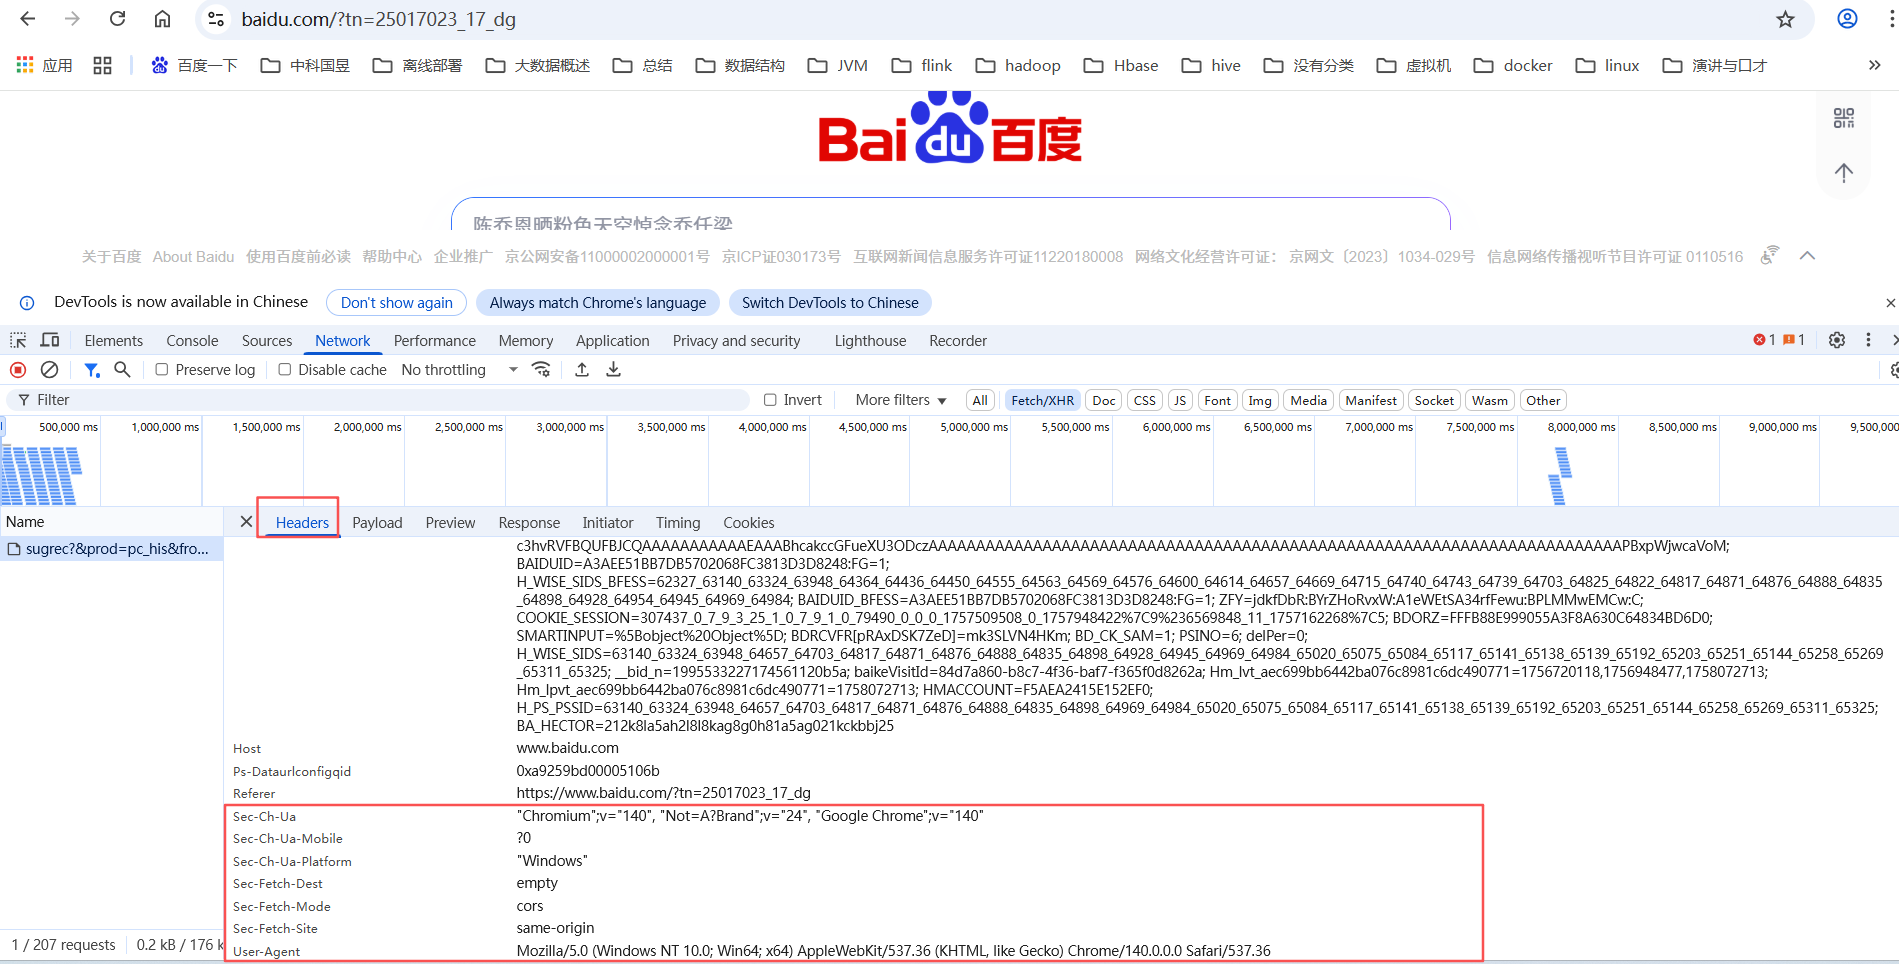 baidu.com/?tn=25017023_17_dg
应用 百度一下 中科国昱 离线部署 大数据概述 总结 数据结构 JVM flink hadoop Hbase hive 没有分类 虚拟机 docker linux 演讲与口才 »
Bai du 百度
陈乔恩晒粉色天空悼念乔任梁
关于百度 About Baidu 使用百度前必读 帮助中心 企业推广 京公网安备11000002000001号 京ICP证030173号 互联网新闻信息服务许可证11220180008 网络文化经营许可证： 京网文〔2023〕1034-029号 信息网络传播视听节目许可证 0110516
DevTools is now available in Chinese Don't show again Always match Chrome's language Switch DevTools to Chinese
Elements Console Sources Network Performance Memory Application Privacy and security Lighthouse Recorder 1 1
Preserve log Disable cache No throttling
Filter Invert More filters All Fetch/XHR Doc CSS JS Font Img Media Manifest Socket Wasm Other
500,000 ms 1,000,000 ms 1,500,000 ms 2,000,000 ms 2,500,000 ms 3,000,000 ms 3,500,000 ms 4,000,000 ms 4,500,000 ms 5,000,000 ms 5,500,000 ms 6,000,000 ms 6,500,000 ms 7,000,000 ms 7,500,000 ms 8,000,000 ms 8,500,000 ms 9,000,000 ms 9,500,000
Name Headers Payload Preview Response Initiator Timing Cookies
sugrec?&prod=pc_his&fro...
BAIDUID=A3AEE51BB7DB5702068FC3813D3D8248:FG=1;
H_WISE_SIDS_BFESS=62327_63140_63324_63948_64364_64436_64450_64555_64563_64569_64576_64600_64614_64657_64669_64715_64740_64743_64739_64703_64825_64822_64817_64871_64876_64888_64835
_64898_64928_64954_64945_64969_64984; BAIDUID_BFESS=A3AEE51BB7DB5702068FC3813D3D8248:FG=1; ZFY=jdkfDbR:BYrZHoRvxW:A1eWEtSA34rfFewu:BPLMMwEMCw:C;
COOKIE_SESSION=307437_0_7_9_3_25_1_0_7_9_1_0_79490_0_0_0_1757509508_0_1757948422%7C9%236569848_11_1757162268%7C5; BDORZ=FFFB88E999055A3F8A630C64834BD6D0;
SMARTINPUT=%5Bobject%20Object%5D; BDRCVFR[pRAxDSK7ZeD]=mk3SLVN4HKm; BD_CK_SAM=1; PSINO=6; delPer=0;
H_WISE_SIDS=63140_63324_63948_64657_64703_64817_64871_64876_64888_64835_64898_64928_64945_64969_64984_65020_65075_65084_65117_65141_65138_65139_65192_65203_65251_65144_65258_65269
_65311_65325; __bid_n=1995533227174561120b5a; baikeVisitId=84d7a860-b8c7-4f36-baf7-f365f0d8262a; Hm_lvt_aec699bb6442ba076c8981c6dc490771=1756720118,1756948477,1758072713;
Hm_lpvt_aec699bb6442ba076c8981c6dc490771=1758072713; HMACCOUNT=F5AEA2415E152EF0;
H_PS_PSSID=63140_63324_63948_64657_64703_64817_64871_64876_64888_64835_64898_64969_64984_65020_65075_65084_65117_65141_65138_65139_65192_65203_65251_65144_65258_65269_65311_65325;
BA_HECTOR=212k8la5ah2l8l8kag8g0h81a5ag021kckbbj25
Host www.baidu.com
Ps-Dataurlconfigqid 0xa9259bd00005106b
Referer https://www.baidu.com/?tn=25017023_17_dg
Sec-Ch-Ua "Chromium";v="140", "Not=A?Brand";v="24", "Google Chrome";v="140"
Sec-Ch-Ua-Mobile ?0
Sec-Ch-Ua-Platform "Windows"
Sec-Fetch-Dest empty
Sec-Fetch-Mode cors
Sec-Fetch-Site same-origin
User-Agent Mozilla/5.0 (Windows NT 10.0; Win64; x64) AppleWebKit/537.36 (KHTML, like Gecko) Chrome/140.0.0.0 Safari/537.36
1 / 207 requests 0.2 kB / 176 k